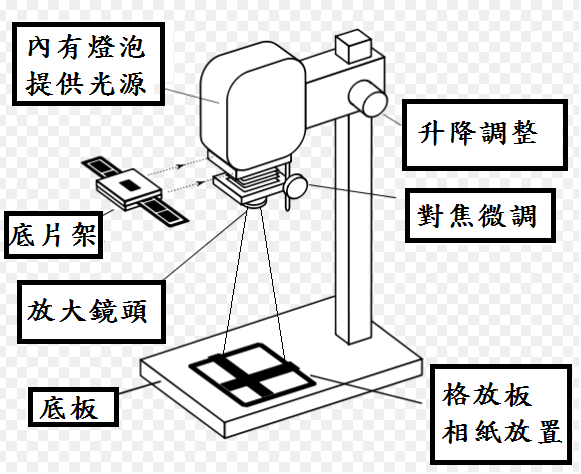 內有燈泡
提供光源
升降調整
底片架
對焦微調
放大鏡頭
底板
格放板
相紙放置